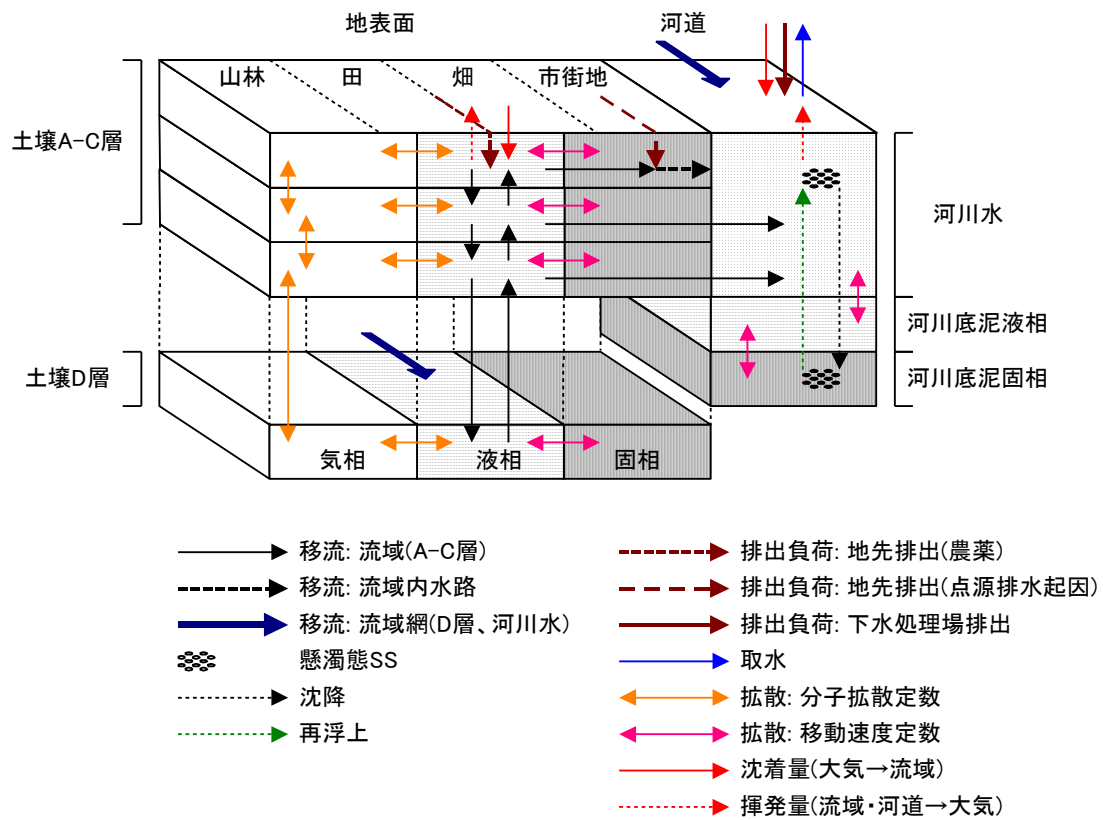 地表面
河道
山林
田
畑
市街地
土壌A-C層
河川水
河川底泥液相
土壌D層
河川底泥固相
気相
液相
固相
移流: 流域(A-C層)
移流: 流域内水路
移流: 流域網(D層、河川水)
懸濁態SS
沈降
再浮上
排出負荷: 地先排出(農薬)
排出負荷: 地先排出(点源排水起因)
排出負荷: 下水処理場排出
取水
拡散: 分子拡散定数
拡散: 移動速度定数
沈着量(大気→流域)
揮発量(流域・河道→大気)